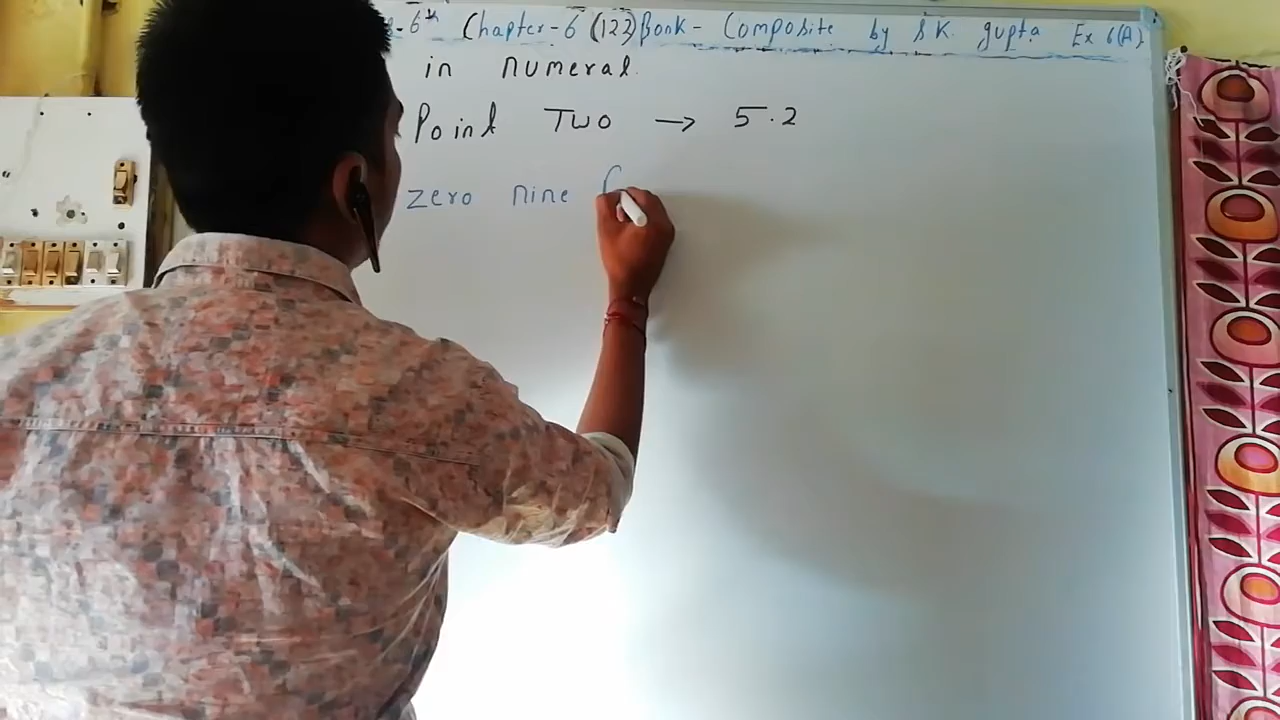 6th Chapter-6 (122) Book- Composite by S.K. gupta Ex 6(A)
in numeral.
Point Two → 5.2
zero nine